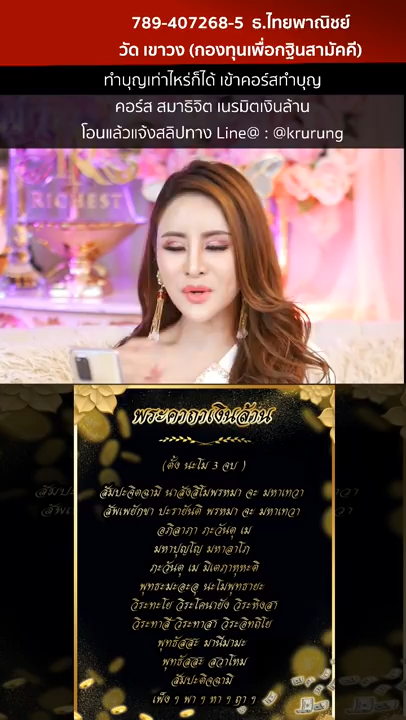 789-407268-5 ธ.ไทยพาณิชย์
วัด เขาวง (กองทุนเพื่อกฐินสามัคคี)
ทำบุญเท่าไหร่ก็ได้ เข้าคอร์สทำบุญ
คอร์ส สมาธิจิต เนรมิตเงินล้าน
โอนแล้วแจ้งสลิปทาง Line@ : @krurung
RICHEST
พระคาถาเงินล้าน
(ตั้ง นะโม 3 จบ )
สัมปะจิตฉามิ นาสังสิโมพรหมา จะ มหาเทวา
สัพเพยักขา ปะรายันติ พรหมา จะ มหาเทวา
อภิลาภา ภะวันตุ เม
มหาปุญโญ มหาลาโภ
ภะวันตุ เม มิเตภาหุหะติ
พุทธะมะอะอุ นะโมพุทธายะ
วิระทะโย วิระโคนายัง วิระหิงสา
วิระทาสี วิระทาสา วิระอิตถิโย
พุทธัสสะ มานีมามะ
พุทธัสสะ สวาโหม
สัมปติจฉามิ
เพ็ง ๆ พา ๆ หา ๆ ฤา ๆ